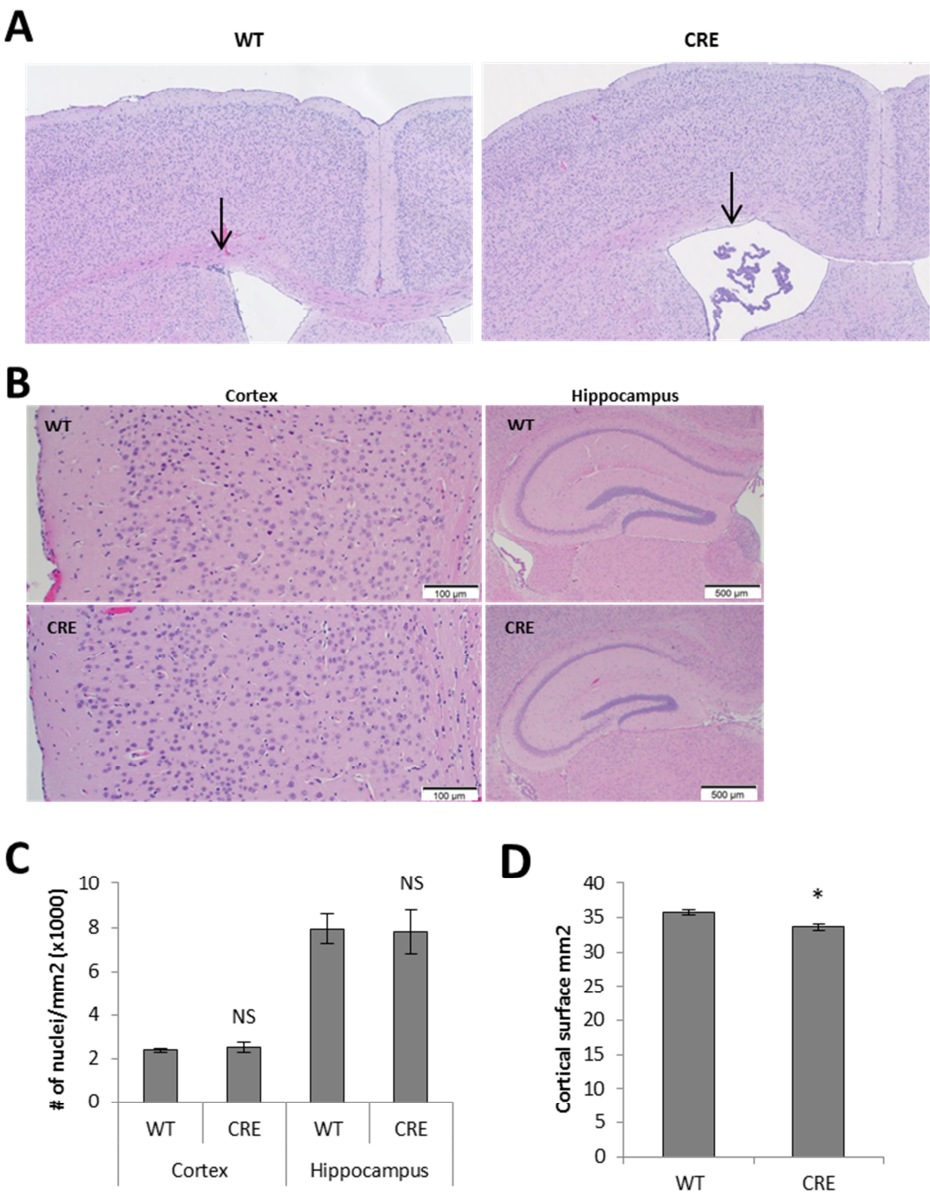 A
WT CRE
B
Cortex Hippocampus
WT WT
100 µm 500 µm
CRE CRE
100 µm 500 µm
C
# of nuclei/mm2 (x1000)
10
8
6
4
2
0
NS
NS
WT CRE WT CRE
Cortex Hippocampus
D
Cortical surface mm2
40
35
30
25
20
15
10
5
0
*
WT CRE